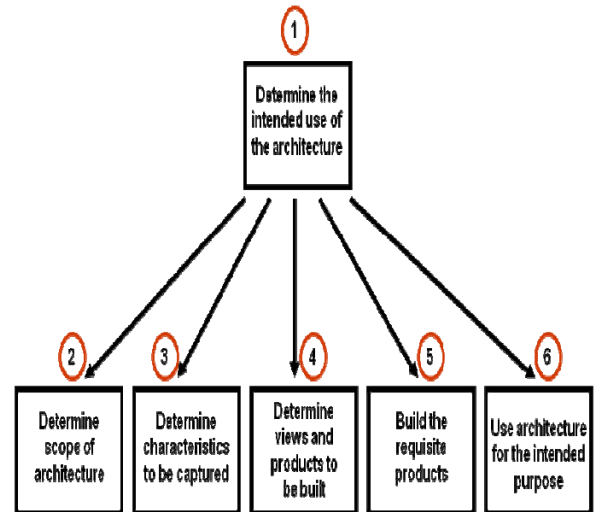 1
Determine the
intended use of
the architecture
2
3
4
5
6
Determine
scope of
architecture
Determine
characteristics
to be captured
Determine
views and
products to
be built
Build the
requisite
products
Use architecture
for the intended
purpose